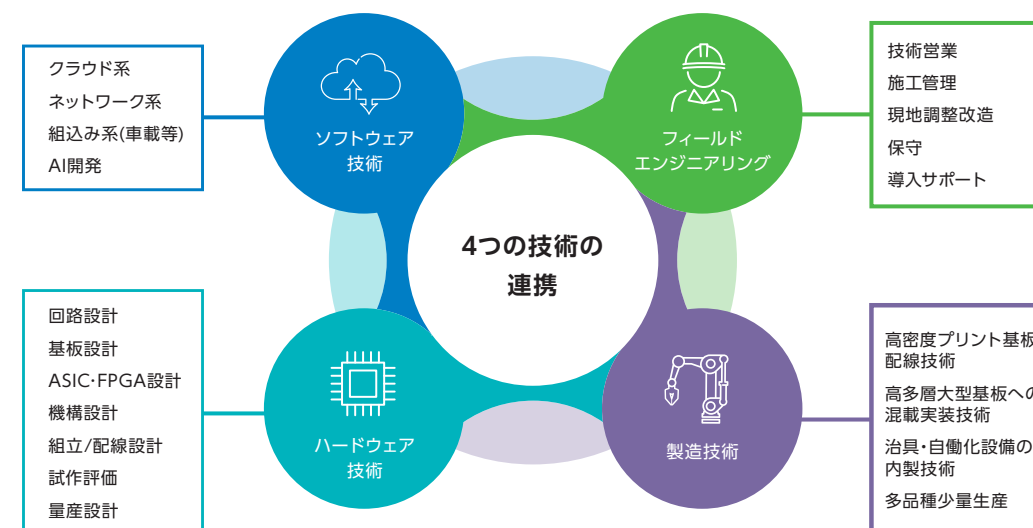 クラウド系
ネットワーク系
組込み系(車載等)
AI開発
ソフトウェア
技術
フィールド
エンジニアリング
技術営業
施工管理
現地調整改造
保守
導入サポート
4つの技術の
連携
回路設計
基板設計
ASIC・FPGA設計
機構設計
組立/配線設計
試作評価
量産設計
ハードウェア
技術
製造技術
高密度プリント基板
配線技術
高多層大型基板への
混載実装技術
治具・自働化設備の
内製技術
多品種少量生産